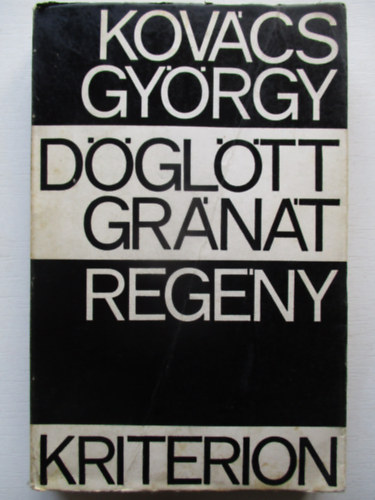 KOVÁCS
GYÖRGY
DÖGLÖTT
GRÁNÁT
REGÉNY
KRITERION